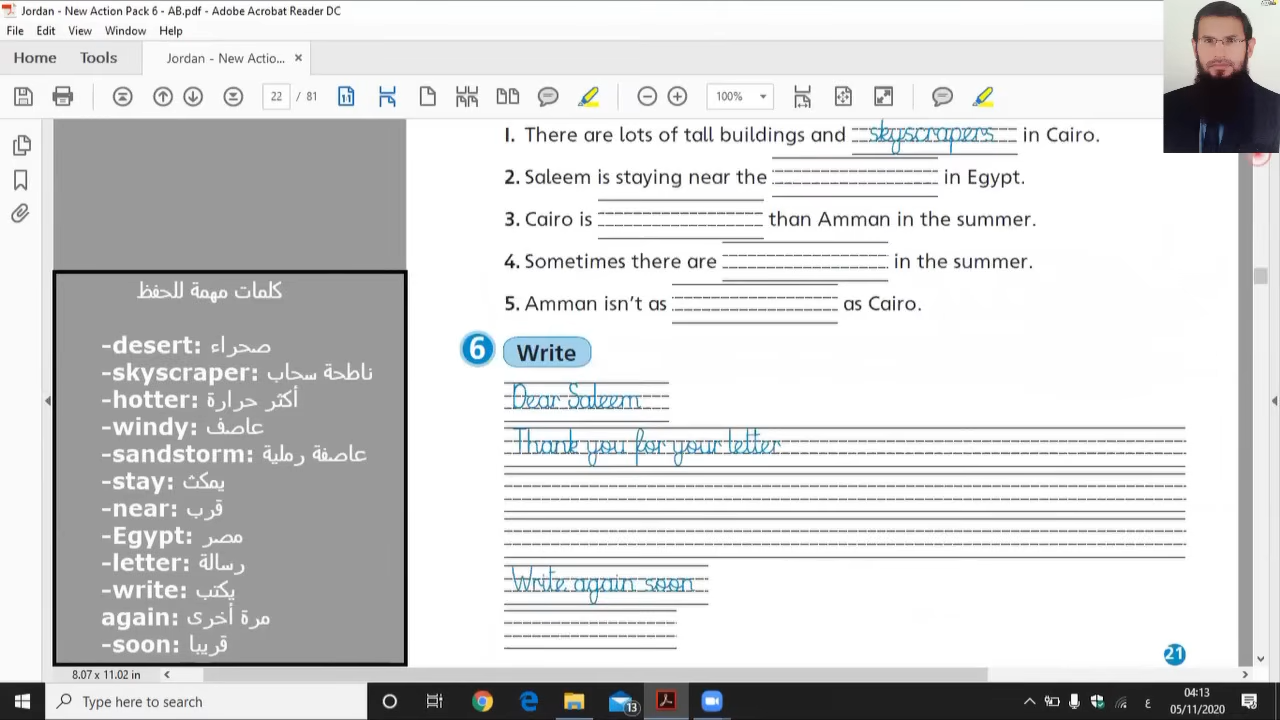 Jordan - New Action Pack 6 - AB.pdf - Adobe Acrobat Reader DC
File Edit View Window Help
Home Tools Jordan - New Actio... ×
22 / 81 100%
1. There are lots of tall buildings and skyscrapers in Cairo.
2. Saleem is staying near the in Egypt.
3. Cairo is than Amman in the summer.
4. Sometimes there are in the summer.
5. Amman isn't as as Cairo.
كلمات مهمة للحفظ
-desert: صحراء
-skyscraper: ناطحة سحاب
-hotter: أكثر حرارة
-windy: عاصف
-sandstorm: عاصفة رملية
-stay: يمكث
-near: قرب
-Egypt: مصر
-letter: رسالة
-write: يكتب
again: مرة أخرى
-soon: قريبا
6 Write
Dear Saleem
Thank you for your letter
Write again soon
21
8.07 x 11.02 in
Type here to search
13
ع
04:13
05/11/2020